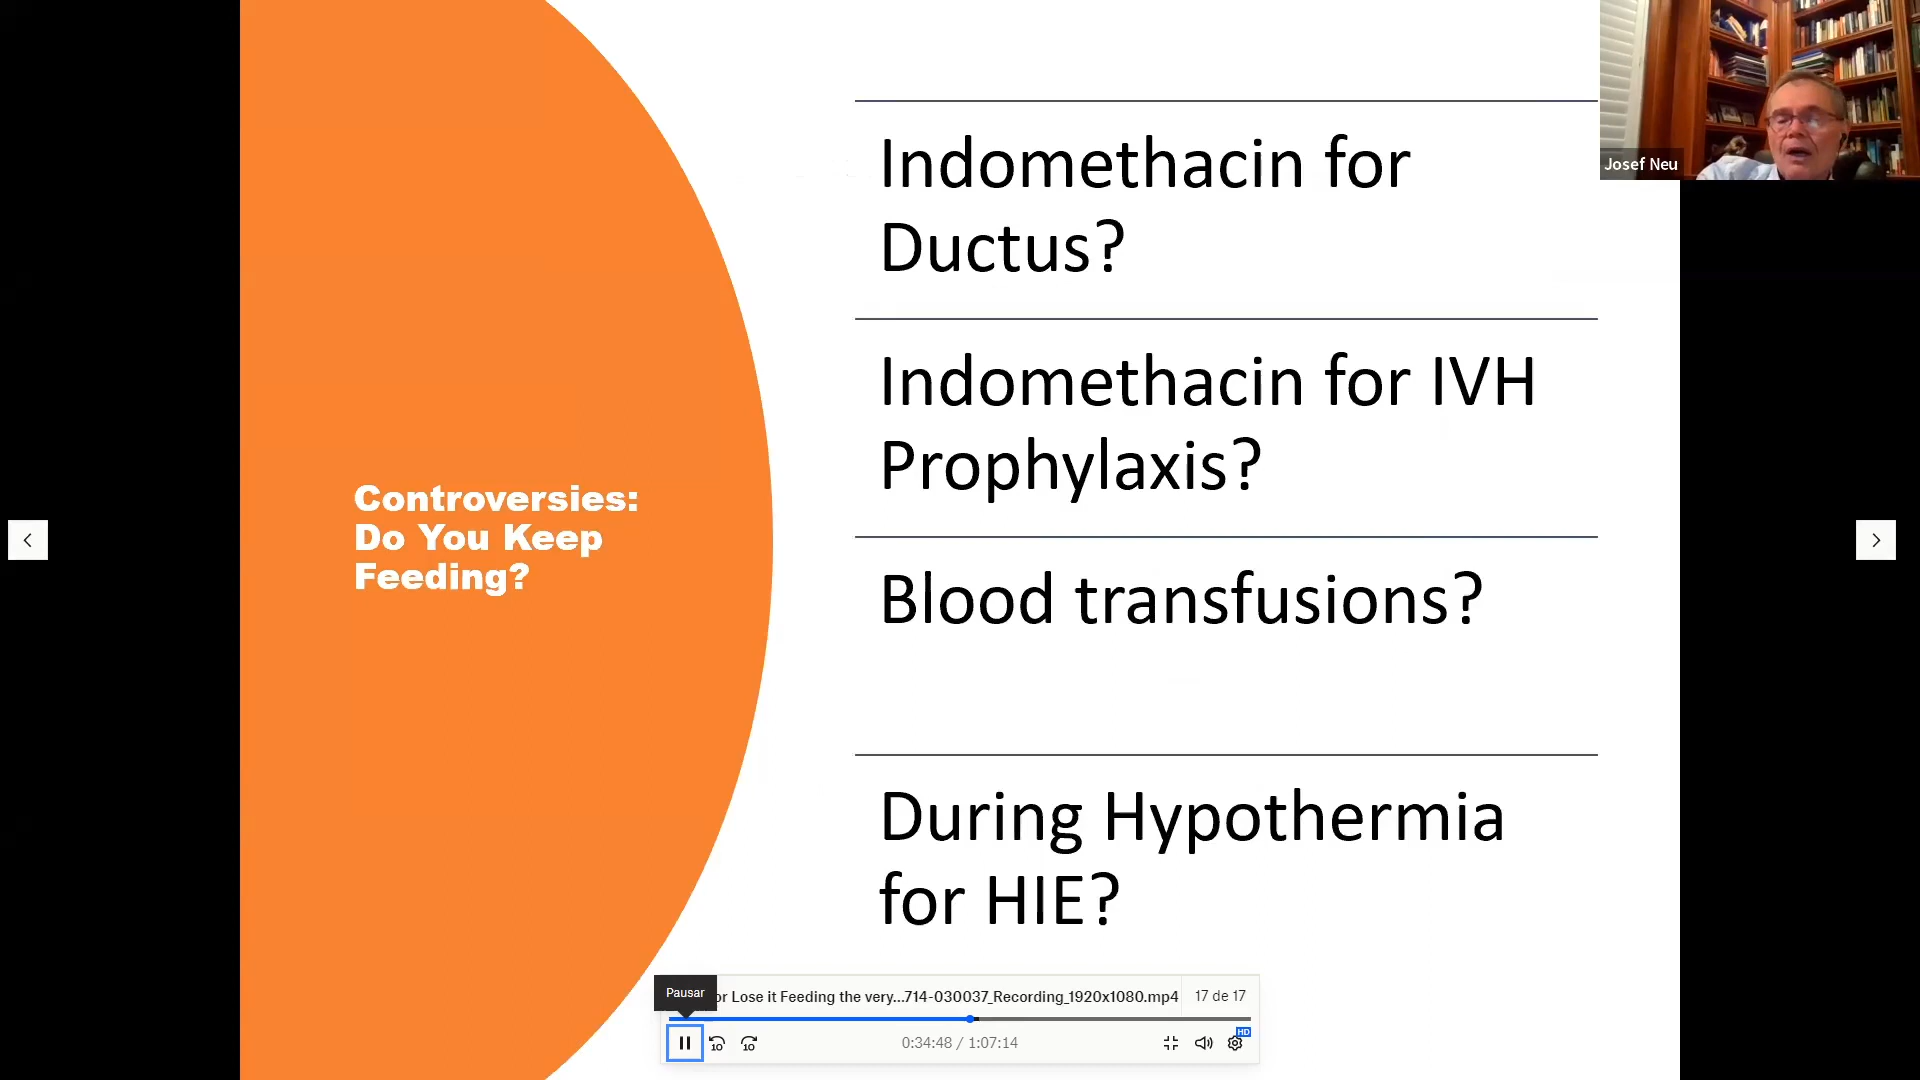 Controversies:
Do You Keep
Feeding?
Indomethacin for
Ductus?
Indomethacin for IVH
Prophylaxis?
Blood transfusions?
During Hypothermia
for HIE?
Josef Neu
Pausar
or Lose it Feeding the very...714-030037_Recording_1920x1080.mp4
17 de 17
10
10
0:34:48 / 1:07:14
HD